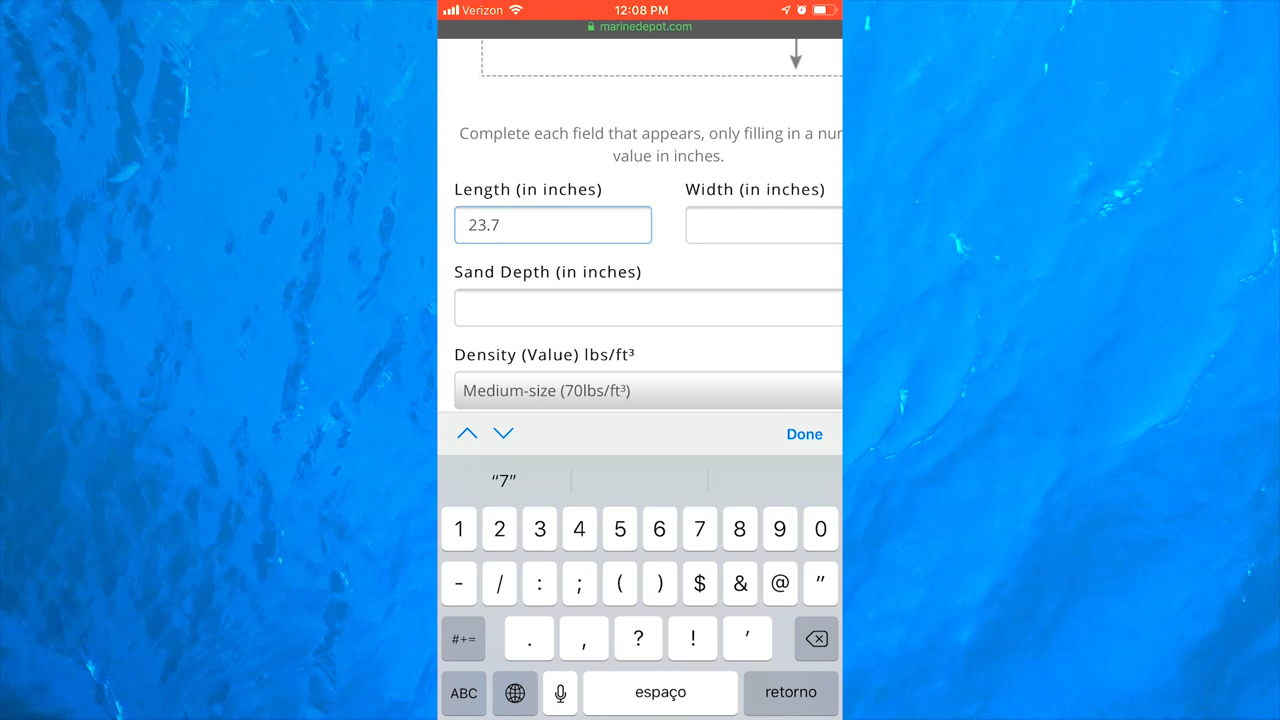 Verizon 12:08 PM
marinedepot.com
Complete each field that appears, only filling in a
value in inches.
Length (in inches) Width (in inches)
23.7
Sand Depth (in inches)
Density (Value) lbs/ft³
Medium-size (70lbs/ft³)
Done
“7”
1 2 3 4 5 6 7 8 9 0
- / : ; ( ) $ & @ "
#+= . , ? ! '
ABC espaço retorno